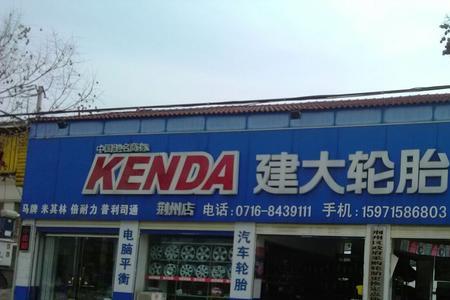 中国驰名商标
KENDA 建大轮胎
马牌 米其林 倍耐力 普利司通 荆州店 电话:0716-8439111 手机:15971586803
电脑平衡
汽车轮胎